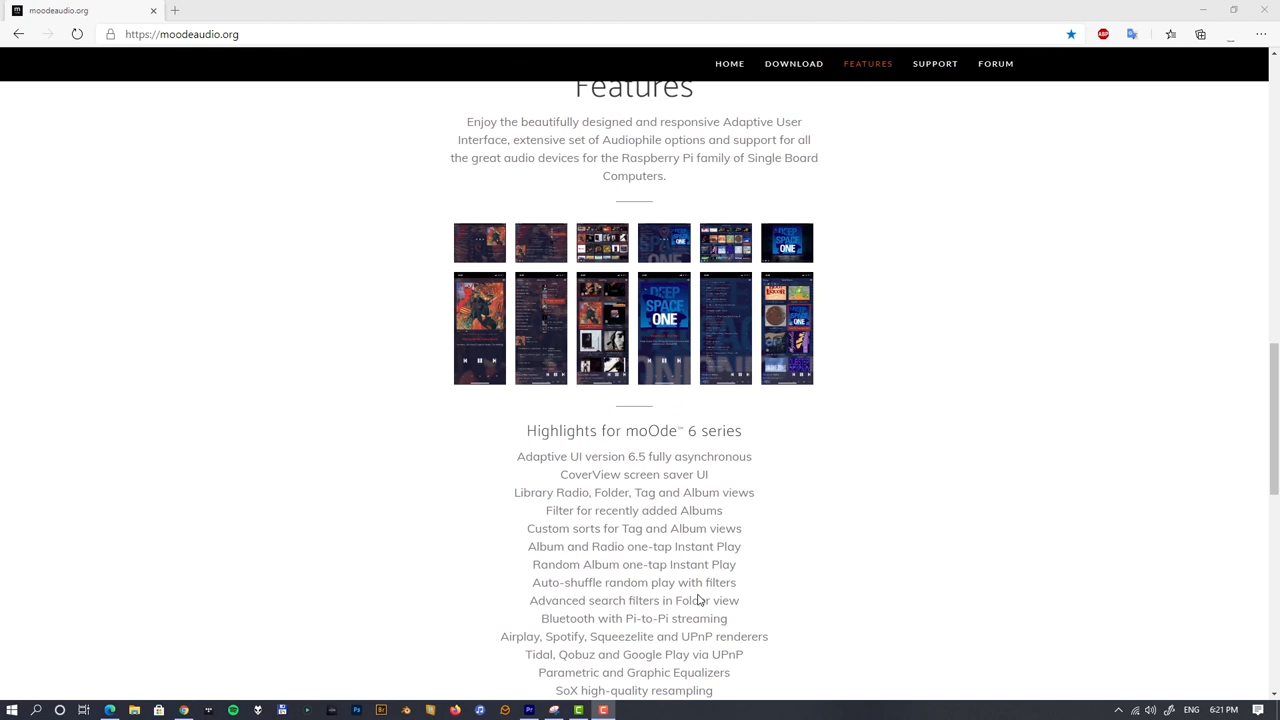 moodeaudio.org
https://moodeaudio.org
ABP
HOME DOWNLOAD FEATURES SUPPORT FORUM
Features
Enjoy the beautifully designed and responsive Adaptive User
Interface, extensive set of Audiophile options and support for all
the great audio devices for the Raspberry Pi family of Single Board
Computers.
DEEP
SPACE
ONE
DEEP
SPACE
ONE
Highlights for moOde™ 6 series
Adaptive UI version 6.5 fully asynchronous
CoverView screen saver UI
Library Radio, Folder, Tag and Album views
Filter for recently added Albums
Custom sorts for Tag and Album views
Album and Radio one-tap Instant Play
Random Album one-tap Instant Play
Auto-shuffle random play with filters
Advanced search filters in Folder view
Bluetooth with Pi-to-Pi streaming
Airplay, Spotify, Squeezelite and UPnP renderers
Tidal, Qobuz and Google Play via UPnP
Parametric and Graphic Equalizers
SoX high-quality resampling
ENG 6:21 PM